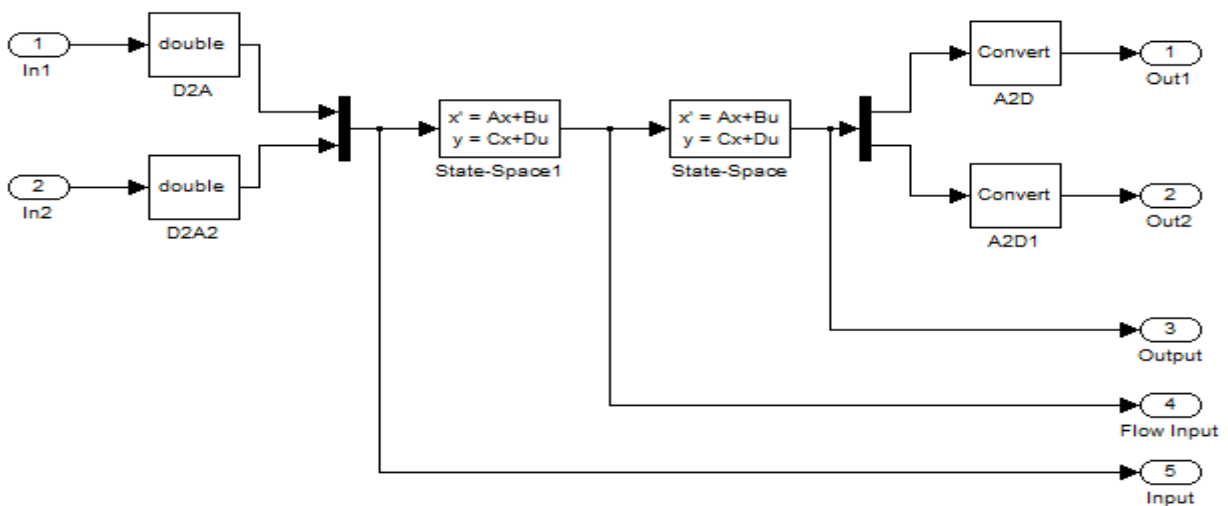 1
In1
double
D2A
2
In2
double
D2A2
x' = Ax+Bu
y = Cx+Du
State-Space1
x' = Ax+Bu
y = Cx+Du
State-Space
Convert
A2D
1
Out1
Convert
A2D1
2
Out2
3
Output
4
Flow Input
5
Input